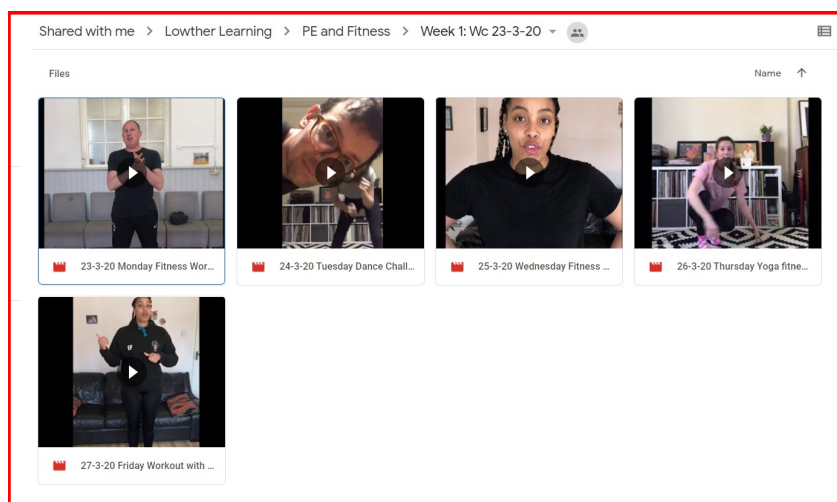 Shared with me > Lowther Learning > PE and Fitness > Week 1: Wc 23-3-20
Files
Name
23-3-20 Monday Fitness Wor...
24-3-20 Tuesday Dance Chall...
25-3-20 Wednesday Fitness ...
26-3-20 Thursday Yoga fitne...
27-3-20 Friday Workout with ...